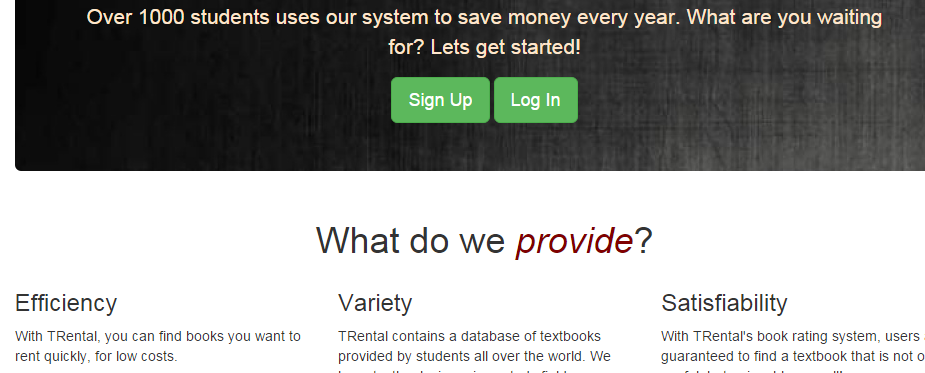 Over 1000 students uses our system to save money every year. What are you waiting
for? Lets get started!
Sign Up Log In
What do we provide?
Efficiency
With TRental, you can find books you want to
rent quickly, for low costs.
Variety
TRental contains a database of textbooks
provided by students all over the world. We
Satisfiability
With TRental's book rating system, users
guaranteed to find a textbook that is not